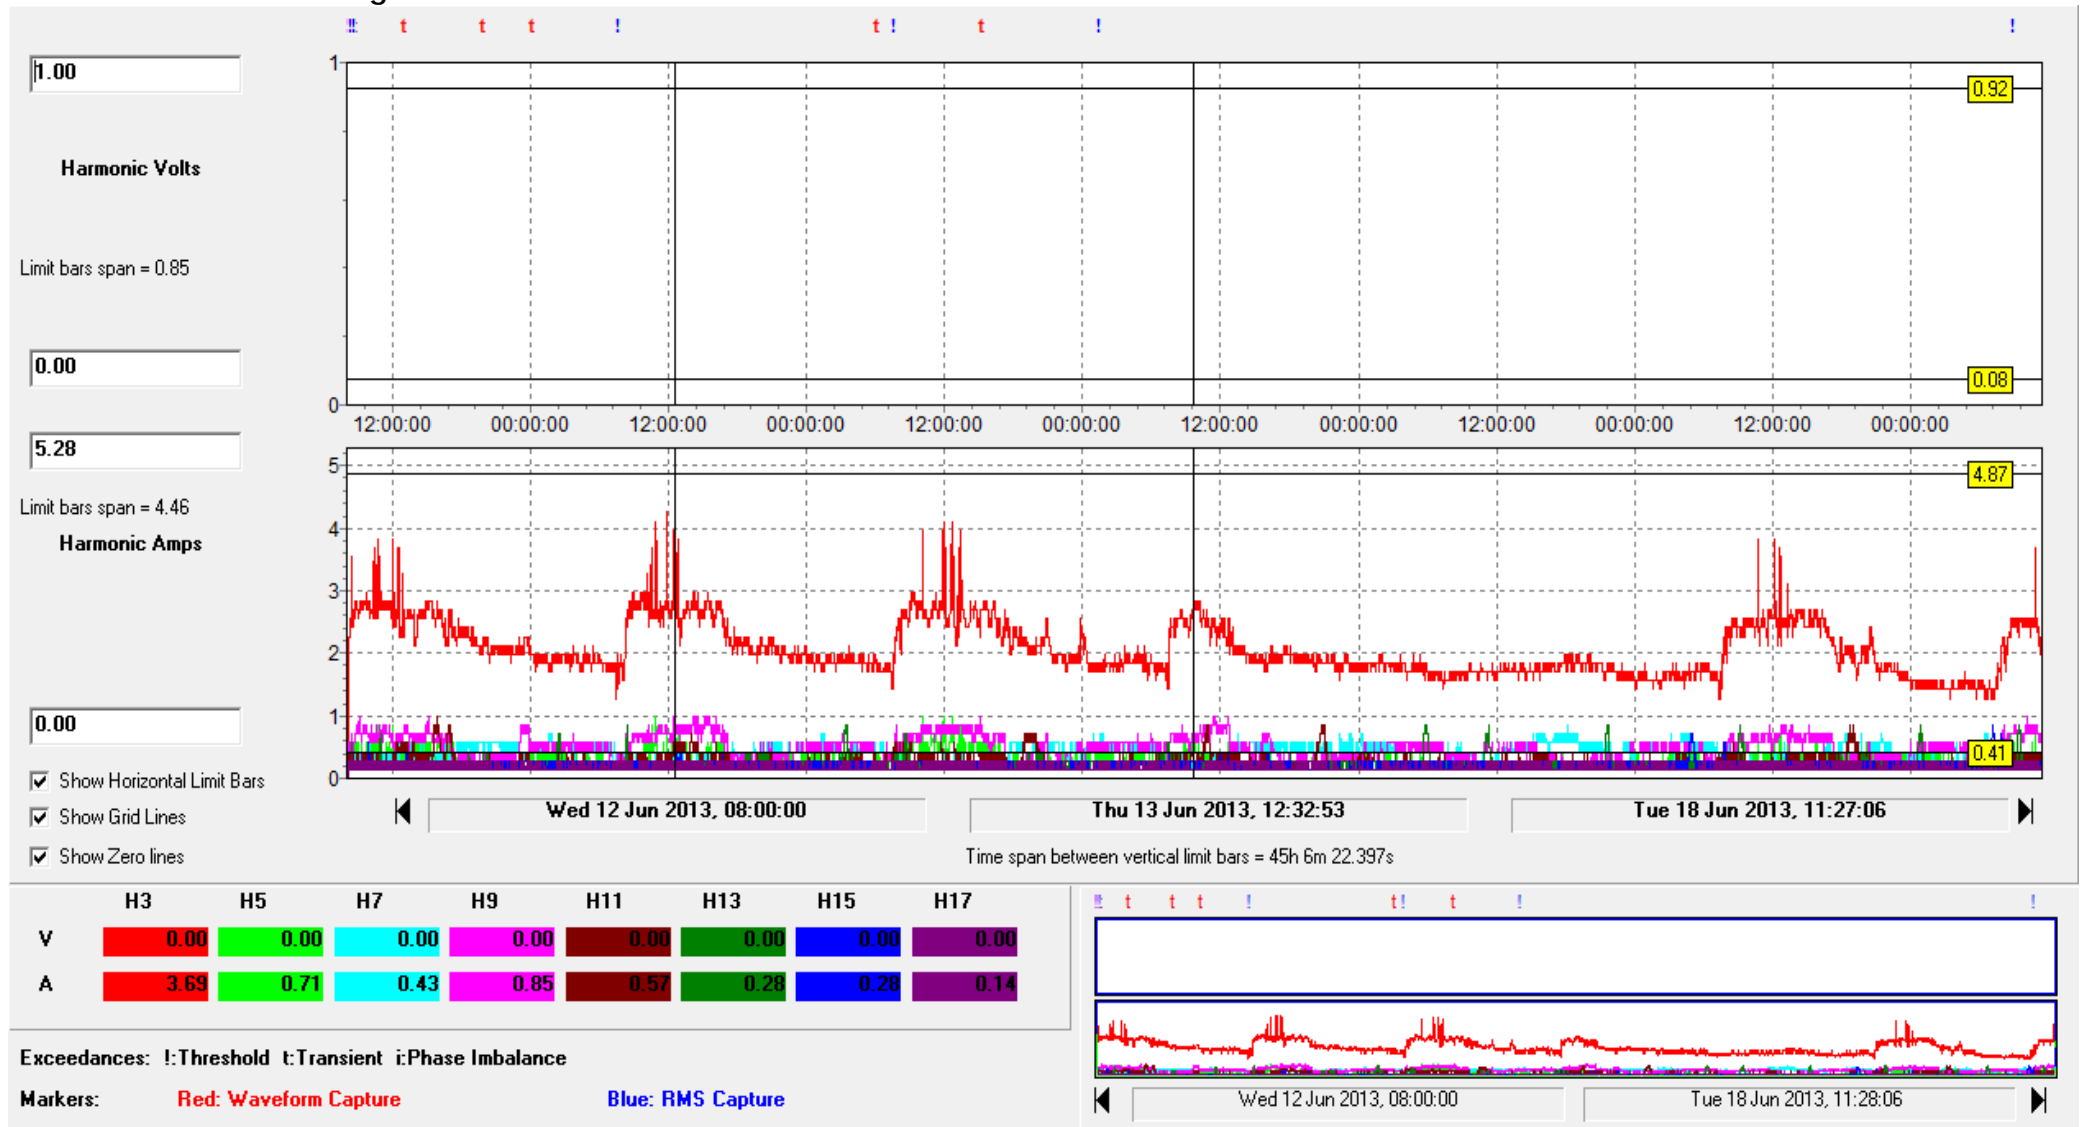 !!: t t t ! t ! t ! !
1.00
1
0.92
Harmonic Volts
Limit bars span = 0.85
0.00
0.08
0
12:00:00 00:00:00 12:00:00 00:00:00 12:00:00 00:00:00 12:00:00 00:00:00 12:00:00 00:00:00 12:00:00 00:00:00
5.28
5
4.87
Limit bars span = 4.46
Harmonic Amps
4
3
2
1
0.00
0.41
0
Show Horizontal Limit Bars
Show Grid Lines
Show Zero lines
Wed 12 Jun 2013, 08:00:00 Thu 13 Jun 2013, 12:32:53 Tue 18 Jun 2013, 11:27:06
Time span between vertical limit bars = 45h 6m 22.397s
H3 H5 H7 H9 H11 H13 H15 H17
V 0.00 0.00 0.00 0.00 0.00 0.00 0.00 0.00
A 3.69 0.71 0.43 0.85 0.57 0.28 0.28 0.14
t t t ! t! t ! !
Exceedances: !:Threshold t:Transient i:Phase Imbalance
Markers: Red: Waveform Capture Blue: RMS Capture
Wed 12 Jun 2013, 08:00:00 Tue 18 Jun 2013, 11:28:06